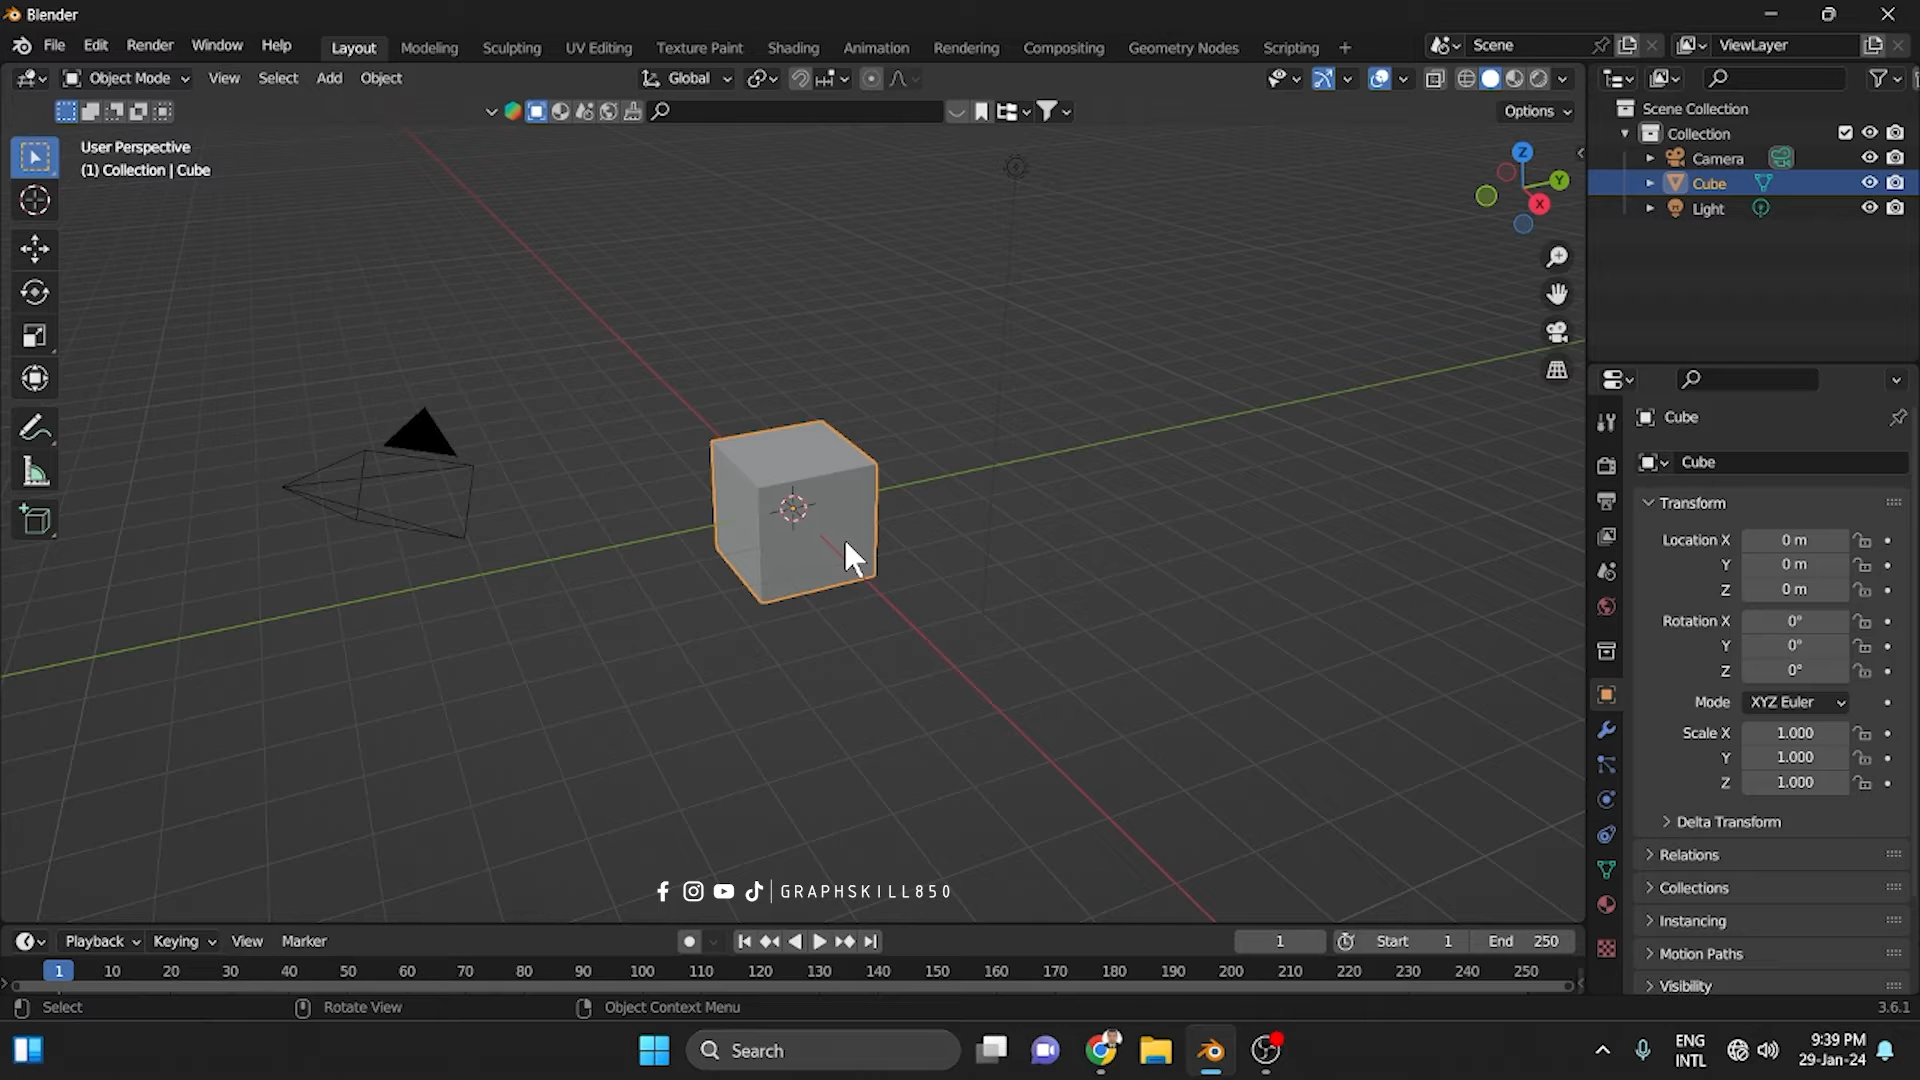 Blender
File Edit Render Window Help Layout Modeling Sculpting UV Editing Texture Paint Shading Animation Rendering Compositing Geometry Nodes Scripting + Scene ViewLayer
Object Mode View Select Add Object Global
Options
User Perspective
(1) Collection | Cube
Z
Y
X
Scene Collection
Collection
Camera
Cube
Light
Cube
Cube
Transform
Location X 0 m
Y 0 m
Z 0 m
Rotation X 0°
Y 0°
Z 0°
Mode XYZ Euler
Scale X 1.000
Y 1.000
Z 1.000
Delta Transform
Relations
Collections
Instancing
Motion Paths
Visibility
GRAPHSKILL850
Playback Keying View Marker 1 Start 1 End 250
1 10 20 30 40 50 60 70 80 90 100 110 120 130 140 150 160 170 180 190 200 210 220 230 240 250
Select Rotate View Object Context Menu 3.6.1
Search
ENG
INTL
9:39 PM
29-Jan-24